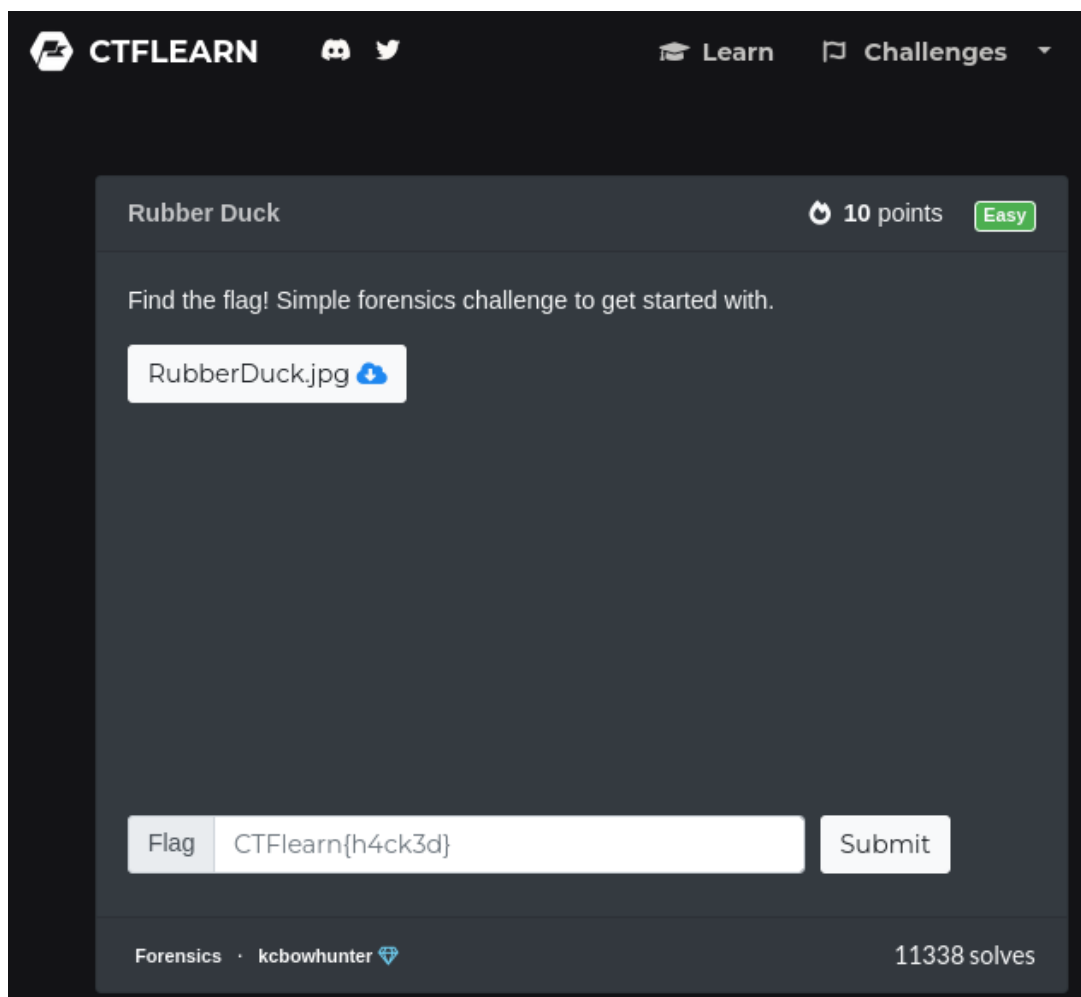 CTFLEARN Learn Challenges
Rubber Duck 10 points Easy
Find the flag! Simple forensics challenge to get started with.
RubberDuck.jpg
Flag CTFlearn{h4ck3d} Submit
Forensics · kcbowhunter 11338 solves